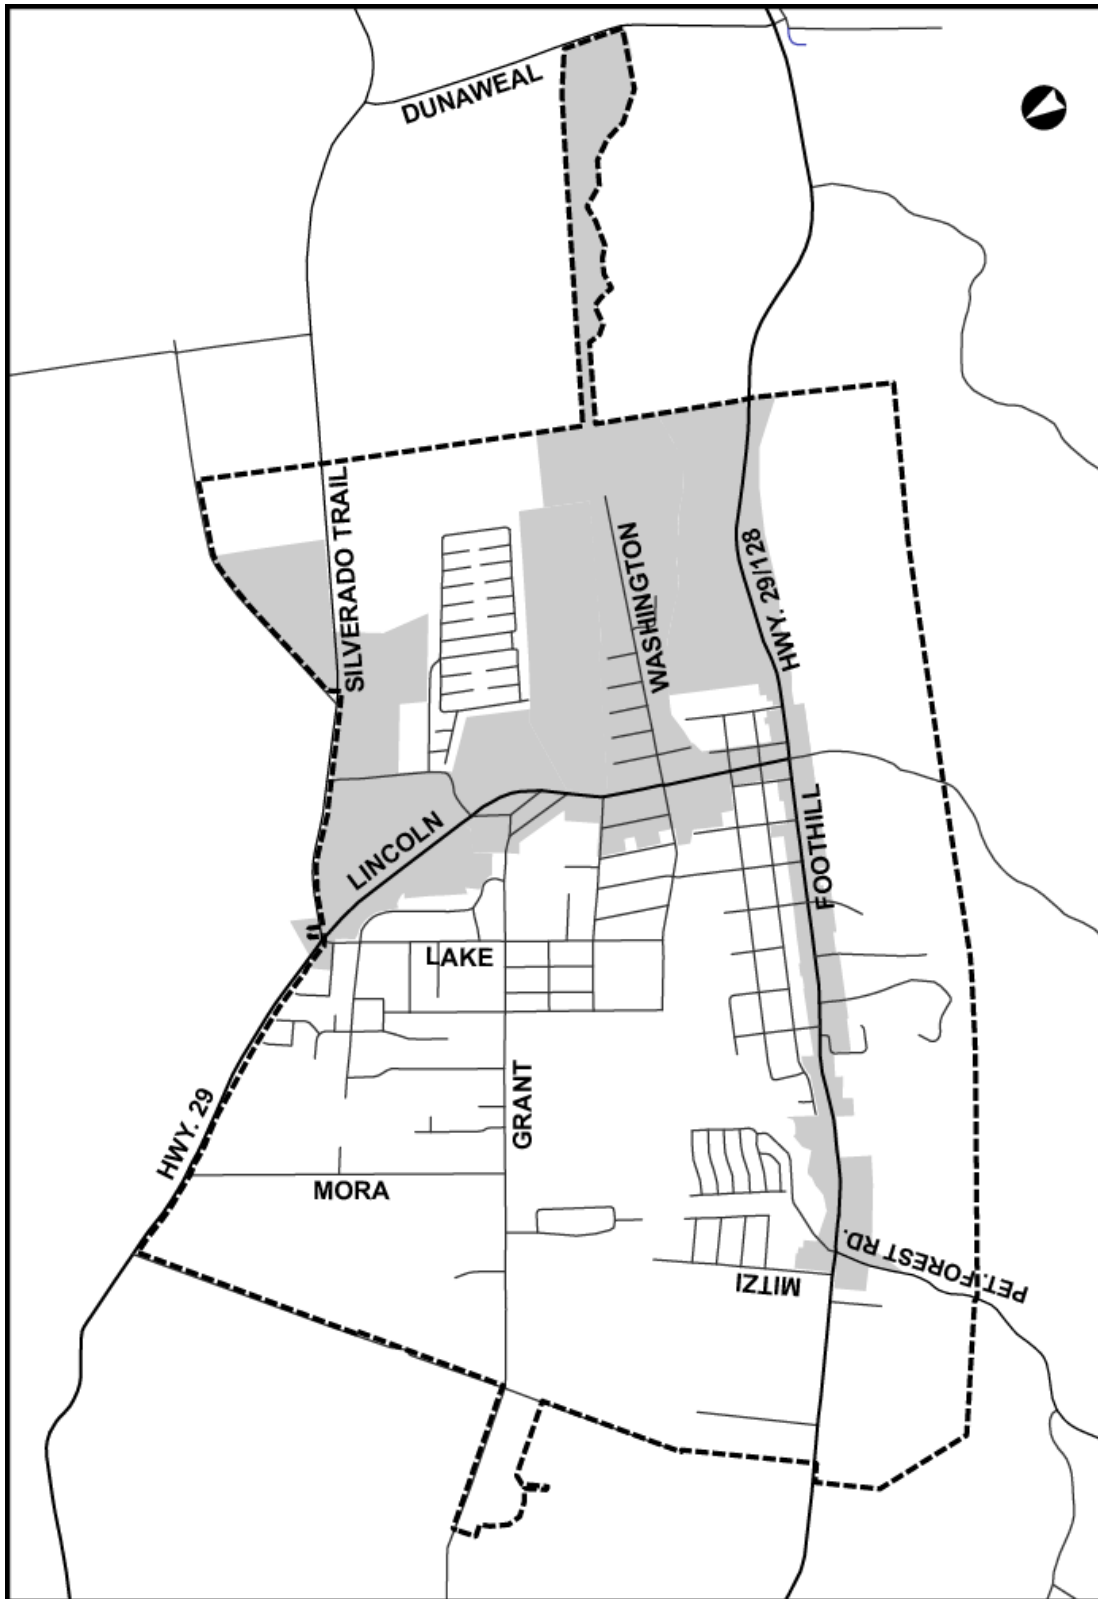 DUNAWEAL
SILVERADO TRAIL
WASHINGTON
HWY. 29/128
LINCOLN
FOOTHILL
LAKE
GRANT
HWY. 29
MORA
PET. FOREST RD.
MITZI